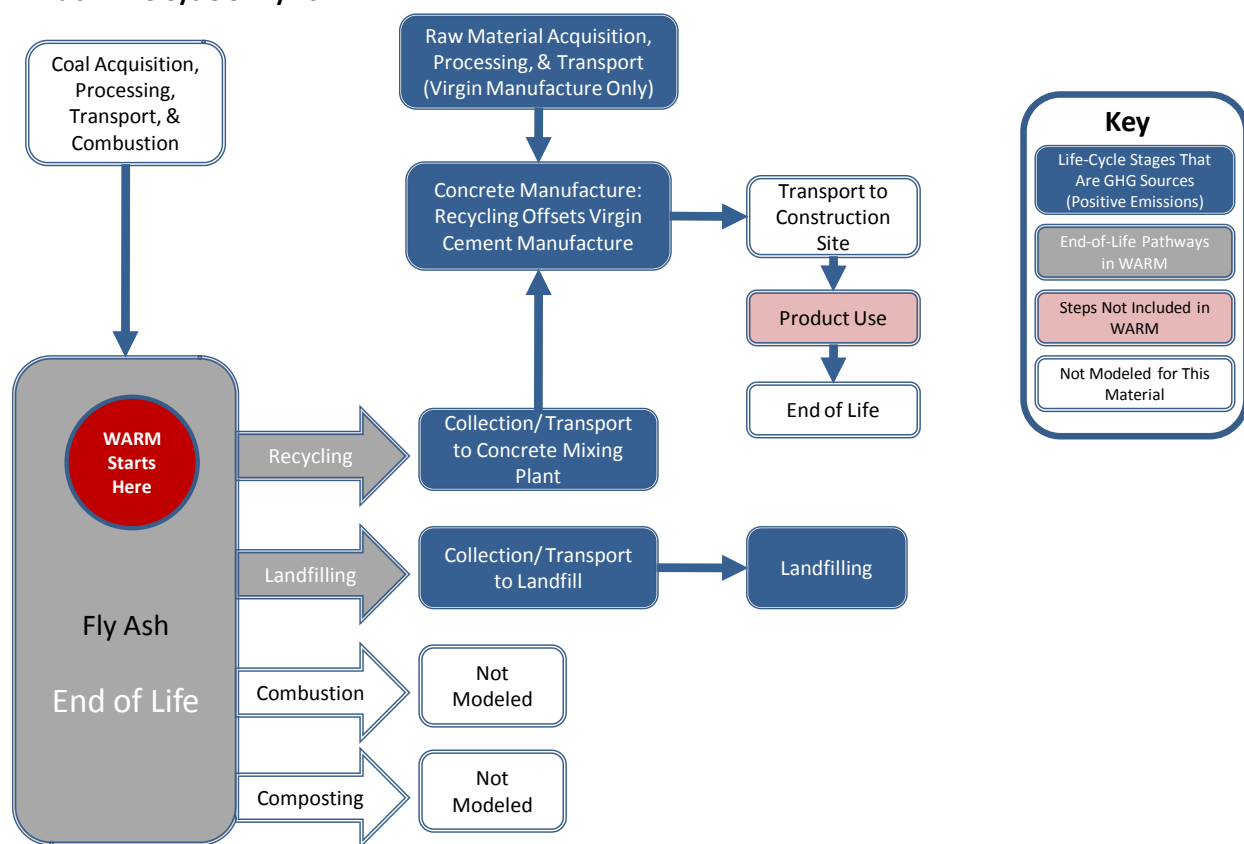 Coal Acquisition,
Processing,
Transport, &
Combustion
Raw Material Acquisition,
Processing, & Transport
(Virgin Manufacture Only)
Concrete Manufacture:
Recycling Offsets Virgin
Cement Manufacture
Transport to
Construction
Site
Product Use
End of Life
Key
Life-Cycle Stages That
Are GHG Sources
(Positive Emissions)
End-of-Life Pathways
in WARM
Steps Not Included in
WARM
Not Modeled for This
Material
WARM
Starts
Here
Fly Ash
End of Life
Recycling
Collection/ Transport
to Concrete Mixing
Plant
Landfilling
Collection/ Transport
to Landfill
Landfilling
Combustion
Not
Modeled
Composting
Not
Modeled